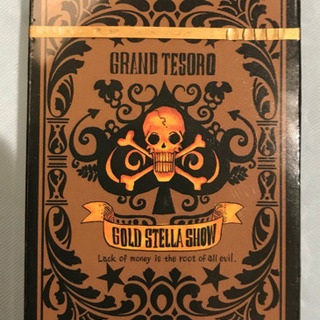 GRAND TESORO
GOLD STELLA SHOW
Lack of money is the root of all evil.